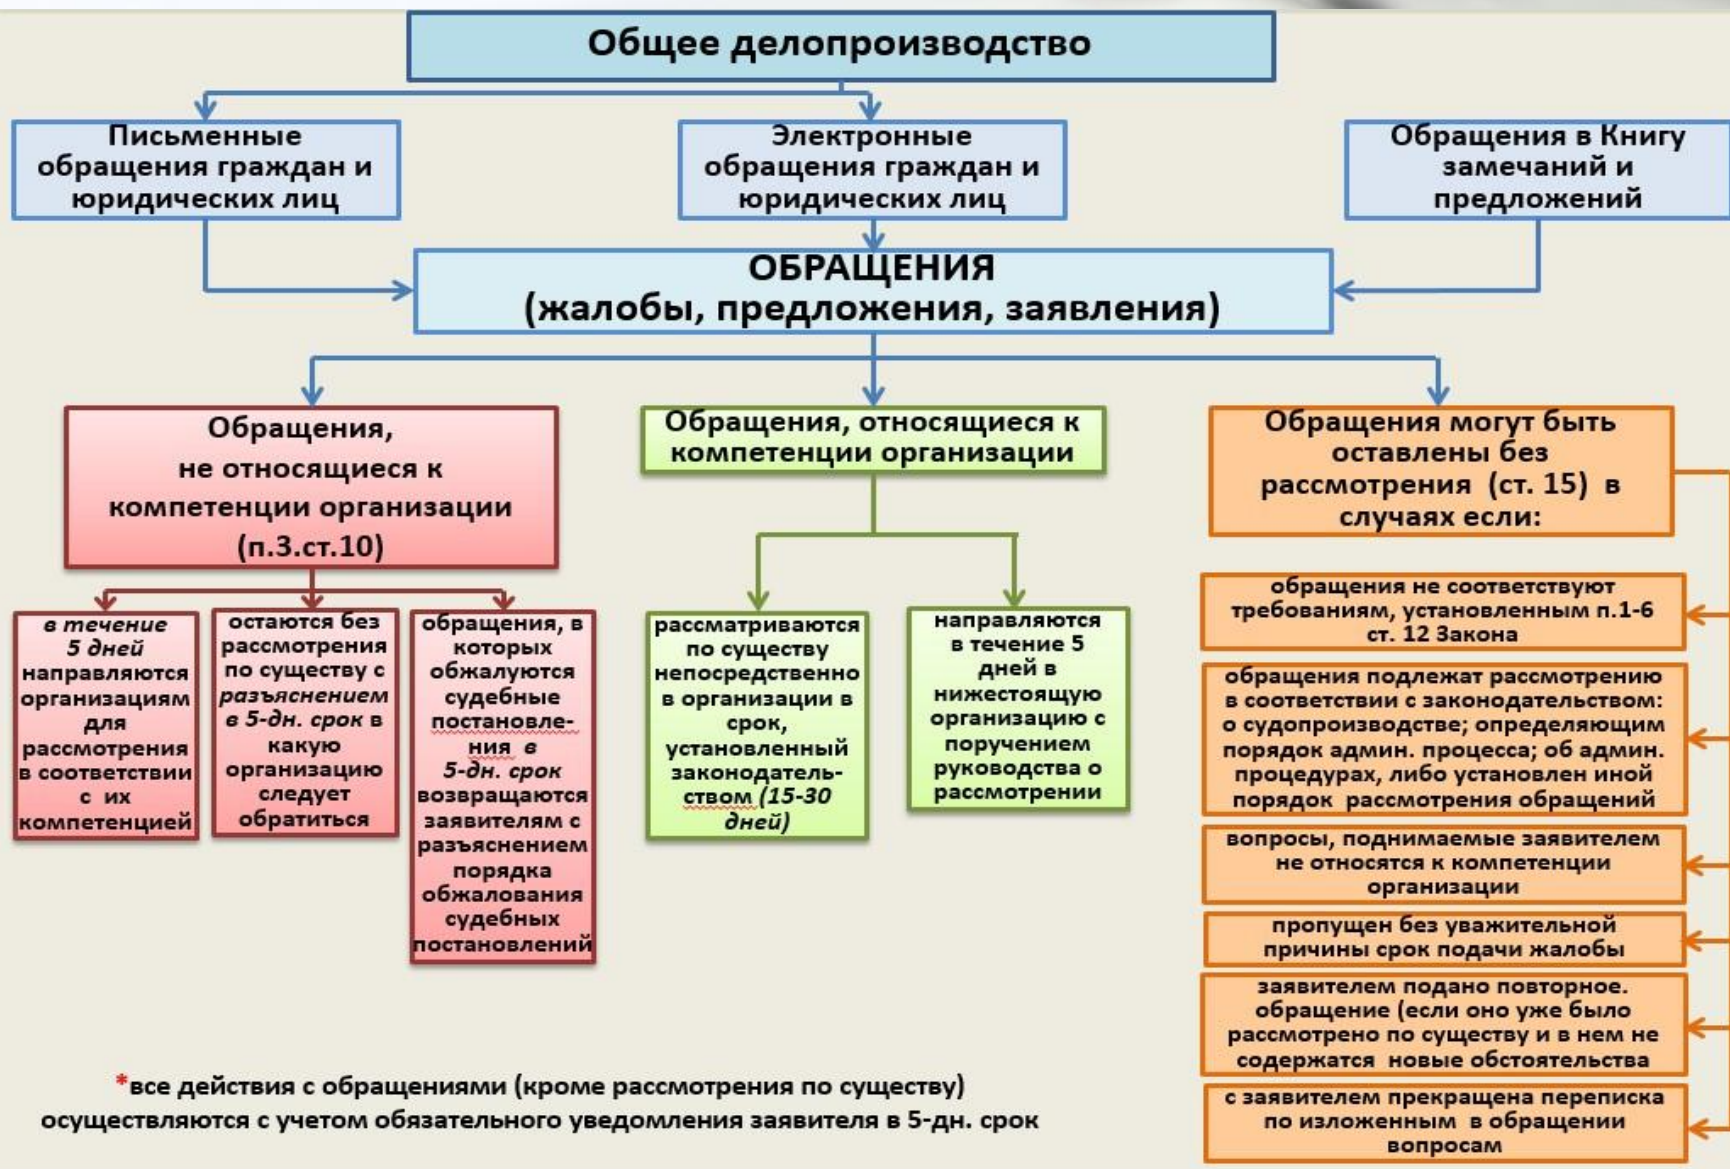 Общее делопроизводство
Письменные
обращения граждан и
юридических лиц
Электронные
обращения граждан и
юридических лиц
Обращения в Книгу
замечаний и
предложений
ОБРАЩЕНИЯ
(жалобы, предложения, заявления)
Обращения,
не относящиеся к
компетенции организации
(п.3.ст.10)
в течение
5 дней
направляются
организациям
для
рассмотрения
в соответствии
с их
компетенцией
остаются без
рассмотрения
по существу с
разъяснением
в 5-дн. срок в
какую
организацию
следует
обратиться
обращения, в
которых
обжалуются
судебные
постановле-
ния в
5-дн. срок
возвращаются
заявителям с
разъяснением
порядка
обжалования
судебных
постановлений
Обращения, относящиеся к
компетенции организации
рассматриваются
по существу
непосредственно
в организации в
срок,
установленный
законодатель-
ством (15-30
дней)
направляются
в течение 5
дней в
нижестоящую
организацию с
поручением
руководства о
рассмотрении
Обращения могут быть
оставлены без
рассмотрения (ст. 15) в
случаях если:
обращения не соответствуют
требованиям, установленным п.1-6
ст. 12 Закона
обращения подлежат рассмотрению
в соответствии с законодательством:
о судопроизводстве; определяющим
порядок админ. процесса; об админ.
процедурах, либо установлен иной
порядок рассмотрения обращений
вопросы, поднимаемые заявителем
не относятся к компетенции
организации
пропущен без уважительной
причины срок подачи жалобы
заявителем подано повторное.
обращение (если оно уже было
рассмотрено по существу и в нем не
содержатся новые обстоятельства
с заявителем прекращена переписка
по изложенным в обращении
вопросам
*все действия с обращениями (кроме рассмотрения по существу)
осуществляются с учетом обязательного уведомления заявителя в 5-дн. срок